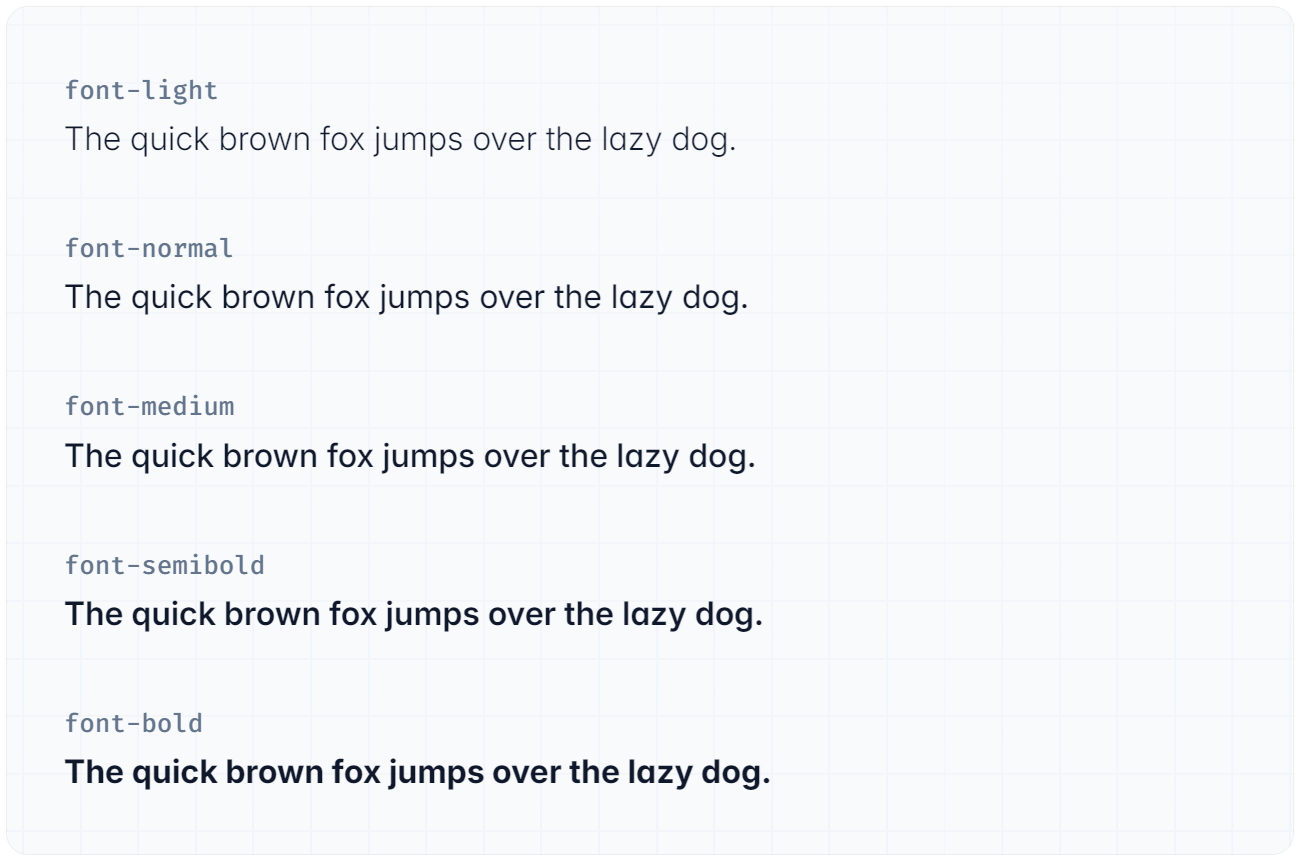 font-light
The quick brown fox jumps over the lazy dog.
font-normal
The quick brown fox jumps over the lazy dog.
font-medium
The quick brown fox jumps over the lazy dog.
font-semibold
The quick brown fox jumps over the lazy dog.
font-bold
The quick brown fox jumps over the lazy dog.